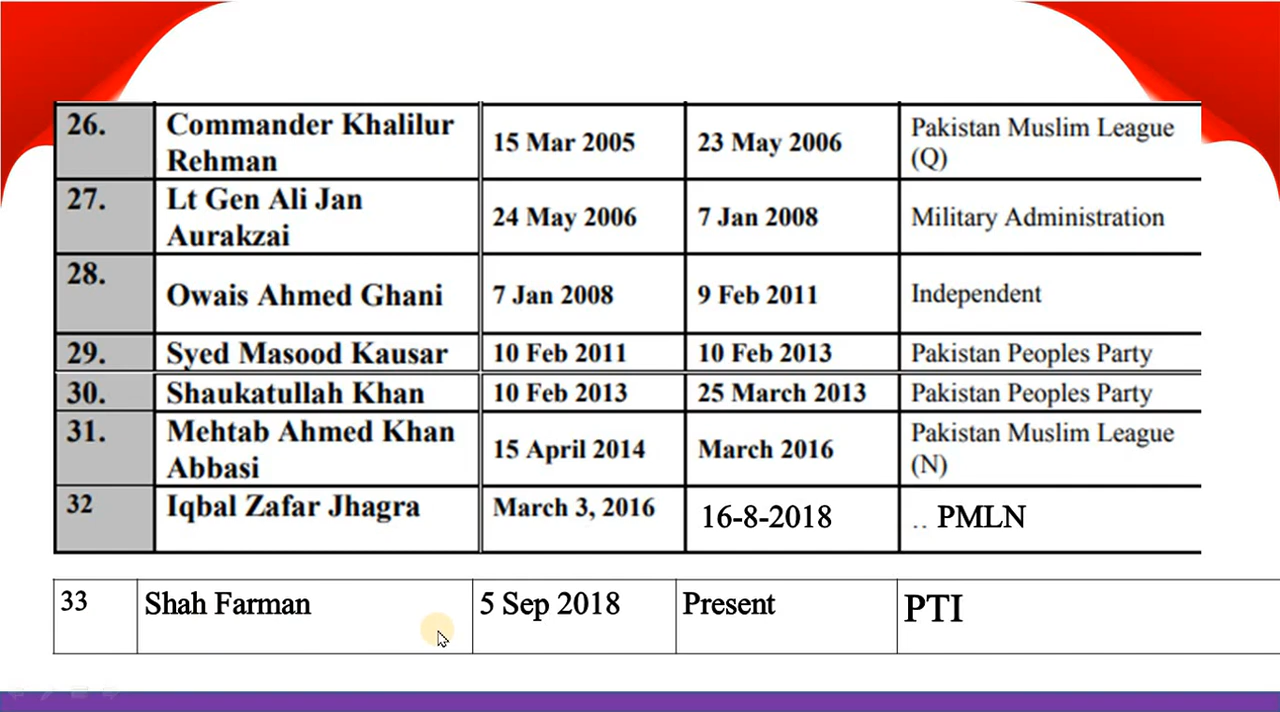 26. Commander Khalilur Rehman 15 Mar 2005 23 May 2006 Pakistan Muslim League (Q)
27. Lt Gen Ali Jan Aurakzai 24 May 2006 7 Jan 2008 Military Administration
28. Owais Ahmed Ghani 7 Jan 2008 9 Feb 2011 Independent
29. Syed Masood Kausar 10 Feb 2011 10 Feb 2013 Pakistan Peoples Party
30. Shaukatullah Khan 10 Feb 2013 25 March 2013 Pakistan Peoples Party
31. Mehtab Ahmed Khan Abbasi 15 April 2014 March 2016 Pakistan Muslim League (N)
32 Iqbal Zafar Jhagra March 3, 2016 16-8-2018 .. PMLN
33 Shah Farman 5 Sep 2018 Present PTI